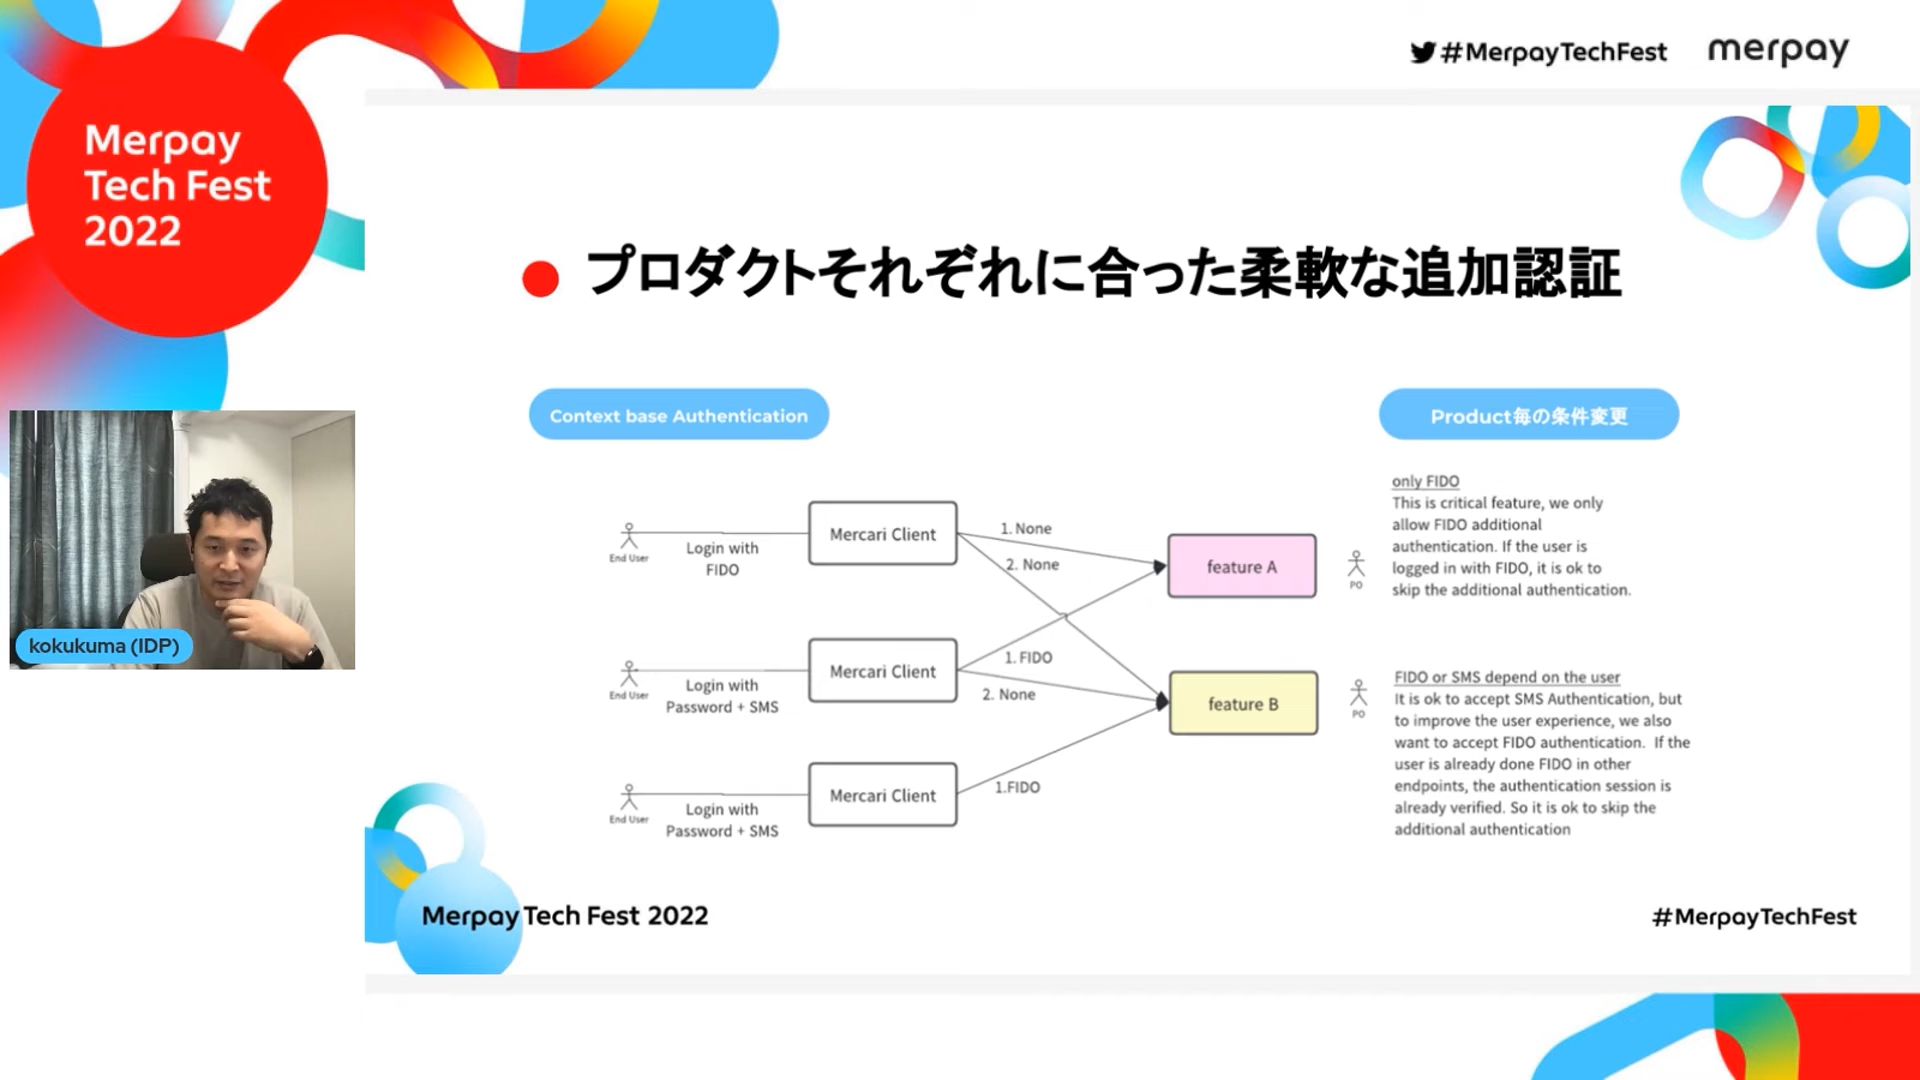 #MerpayTechFest
merpay
Merpay
Tech Fest
2022
プロダクトそれぞれに合った柔軟な追加認証
Context base Authentication
Product毎の条件変更
End User
Login with
FIDO
Mercari Client
1. None
2. None
feature A
PO
only FIDO
This is critical feature, we only
allow FIDO additional
authentication. If the user is
logged in with FIDO, it is ok to
skip the additional authentication.
End User
Login with
Password + SMS
Mercari Client
1. FIDO
2. None
feature B
PO
FIDO or SMS depend on the user
It is ok to accept SMS Authentication, but
to improve the user experience, we also
want to accept FIDO authentication.  If the
user is already done FIDO in other
endpoints, the authentication session is
already verified. So it is ok to skip the
additional authentication
End User
Login with
Password + SMS
Mercari Client
1.FIDO
kokukuma (IDP)
Merpay Tech Fest 2022
#MerpayTechFest